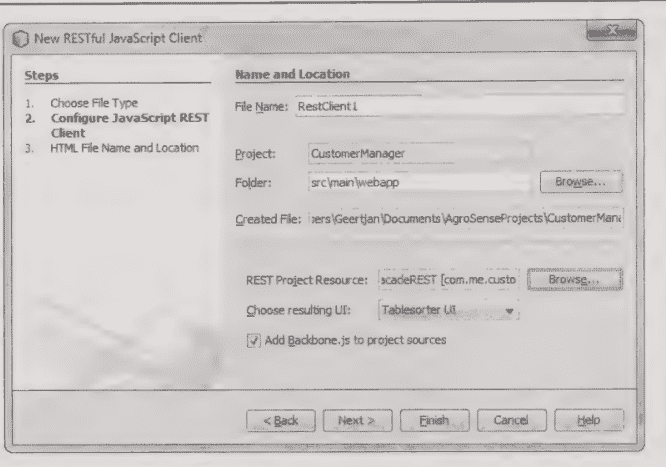 New RESTful JavaScript Client
Steps
1. Choose File Type
2. Configure JavaScript REST
Client
3. HTML File Name and Location
Name and Location
File Name: RestClient1
Project: CustomerManager
Folder: src\main\webapp Browse...
Created File: ers\Geertjan\Documents\AgroSenseProjects\CustomerMana
REST Project Resource: acadeREST [com.me.custo Browse...
Choose resulting UI: Tablesorter UI
Add Backbone.js to project sources
< Back Next > Finish Cancel Help